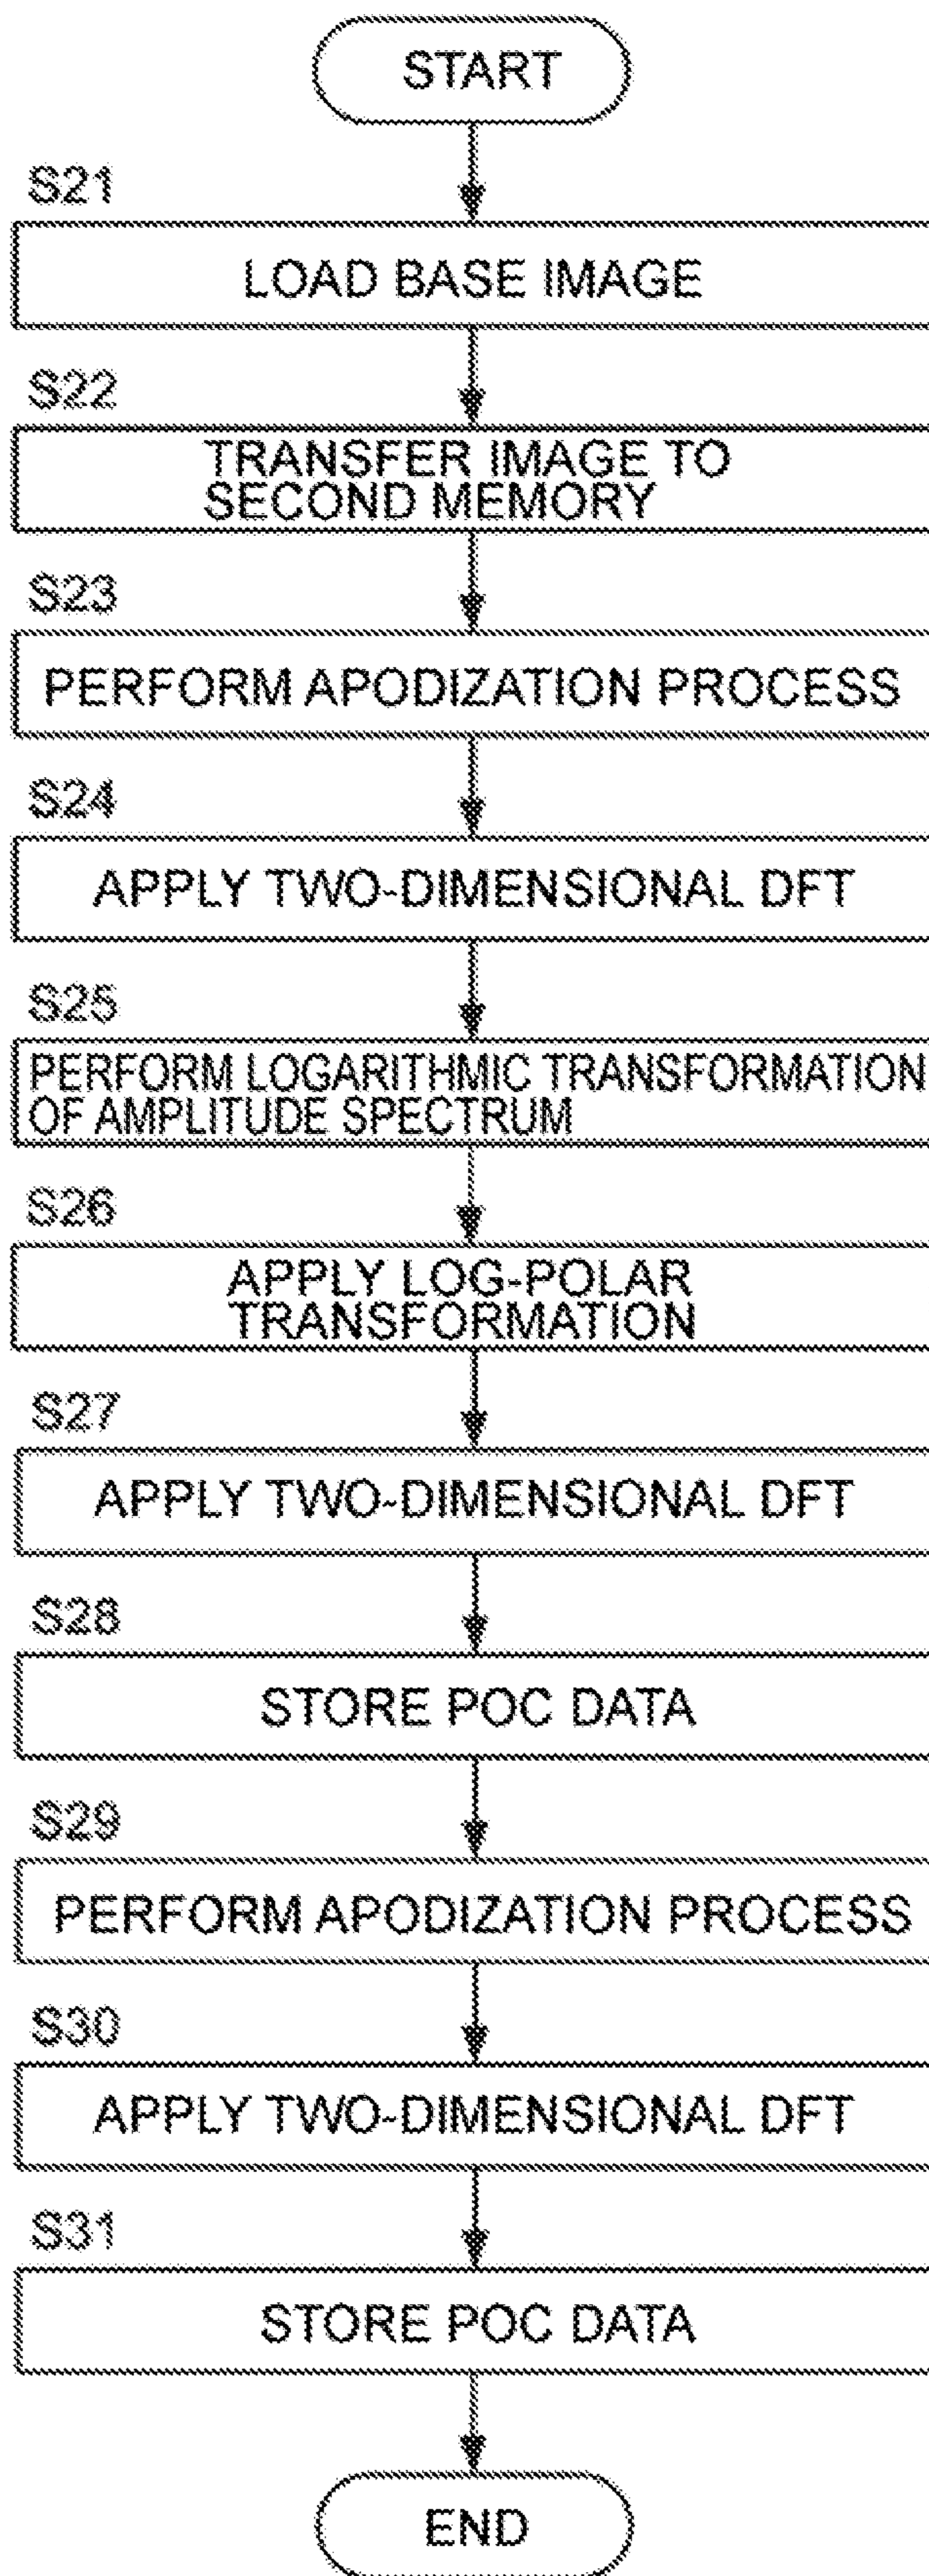 START
S21
LOAD BASE IMAGE
S22
TRANSFER IMAGE TO
SECOND MEMORY
S23
PERFORM APODIZATION PROCESS
S24
APPLY TWO-DIMENSIONAL DFT
S25
PERFORM LOGARITHMIC TRANSFORMATION
OF AMPLITUDE SPECTRUM
S26
APPLY LOG-POLAR
TRANSFORMATION
S27
APPLY TWO-DIMENSIONAL DFT
S28
STORE POC DATA
S29
PERFORM APODIZATION PROCESS
S30
APPLY TWO-DIMENSIONAL DFT
S31
STORE POC DATA
END